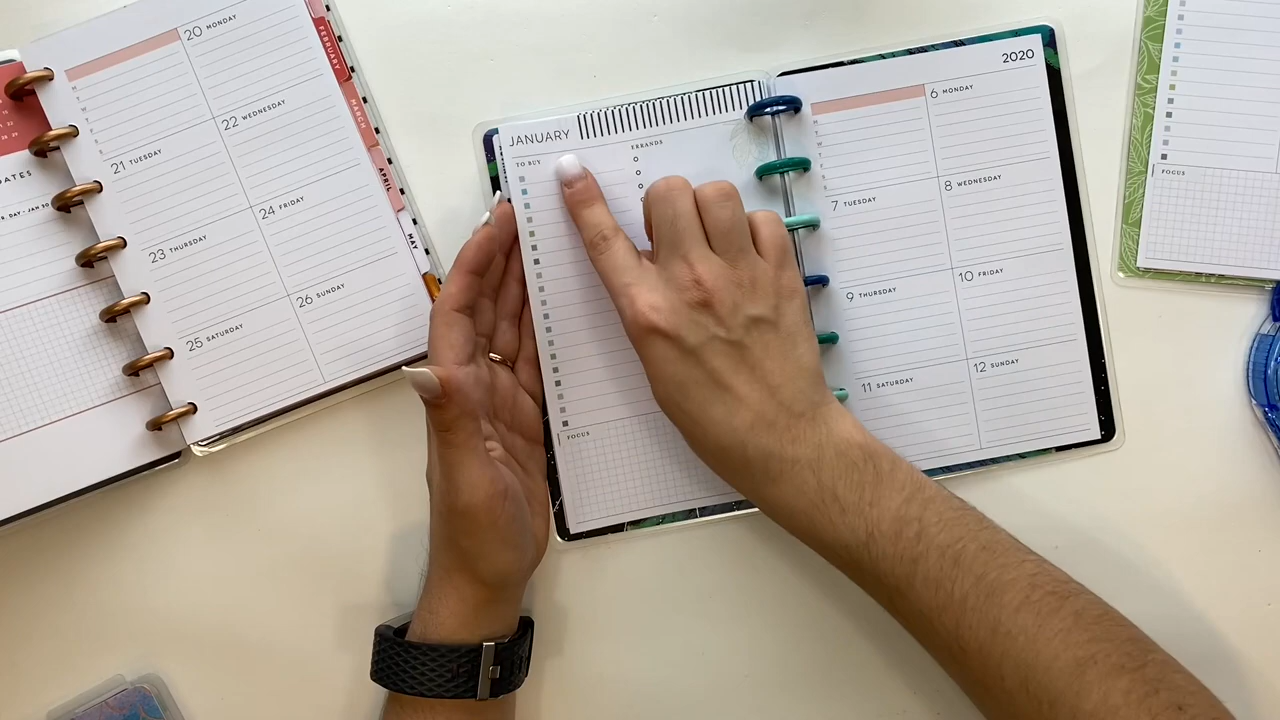 20 MONDAY
M
T
W
21 TUESDAY
22 WEDNESDAY
23 THURSDAY
24 FRIDAY
25 SATURDAY
26 SUNDAY
FEBRUARY
MARCH
APRIL
MAY
JANUARY
TO BUY
ERRANDS
FOCUS
2020
6 MONDAY
M
T
W
T
F
S
S
7 TUESDAY
8 WEDNESDAY
9 THURSDAY
10 FRIDAY
11 SATURDAY
12 SUNDAY
FOCUS